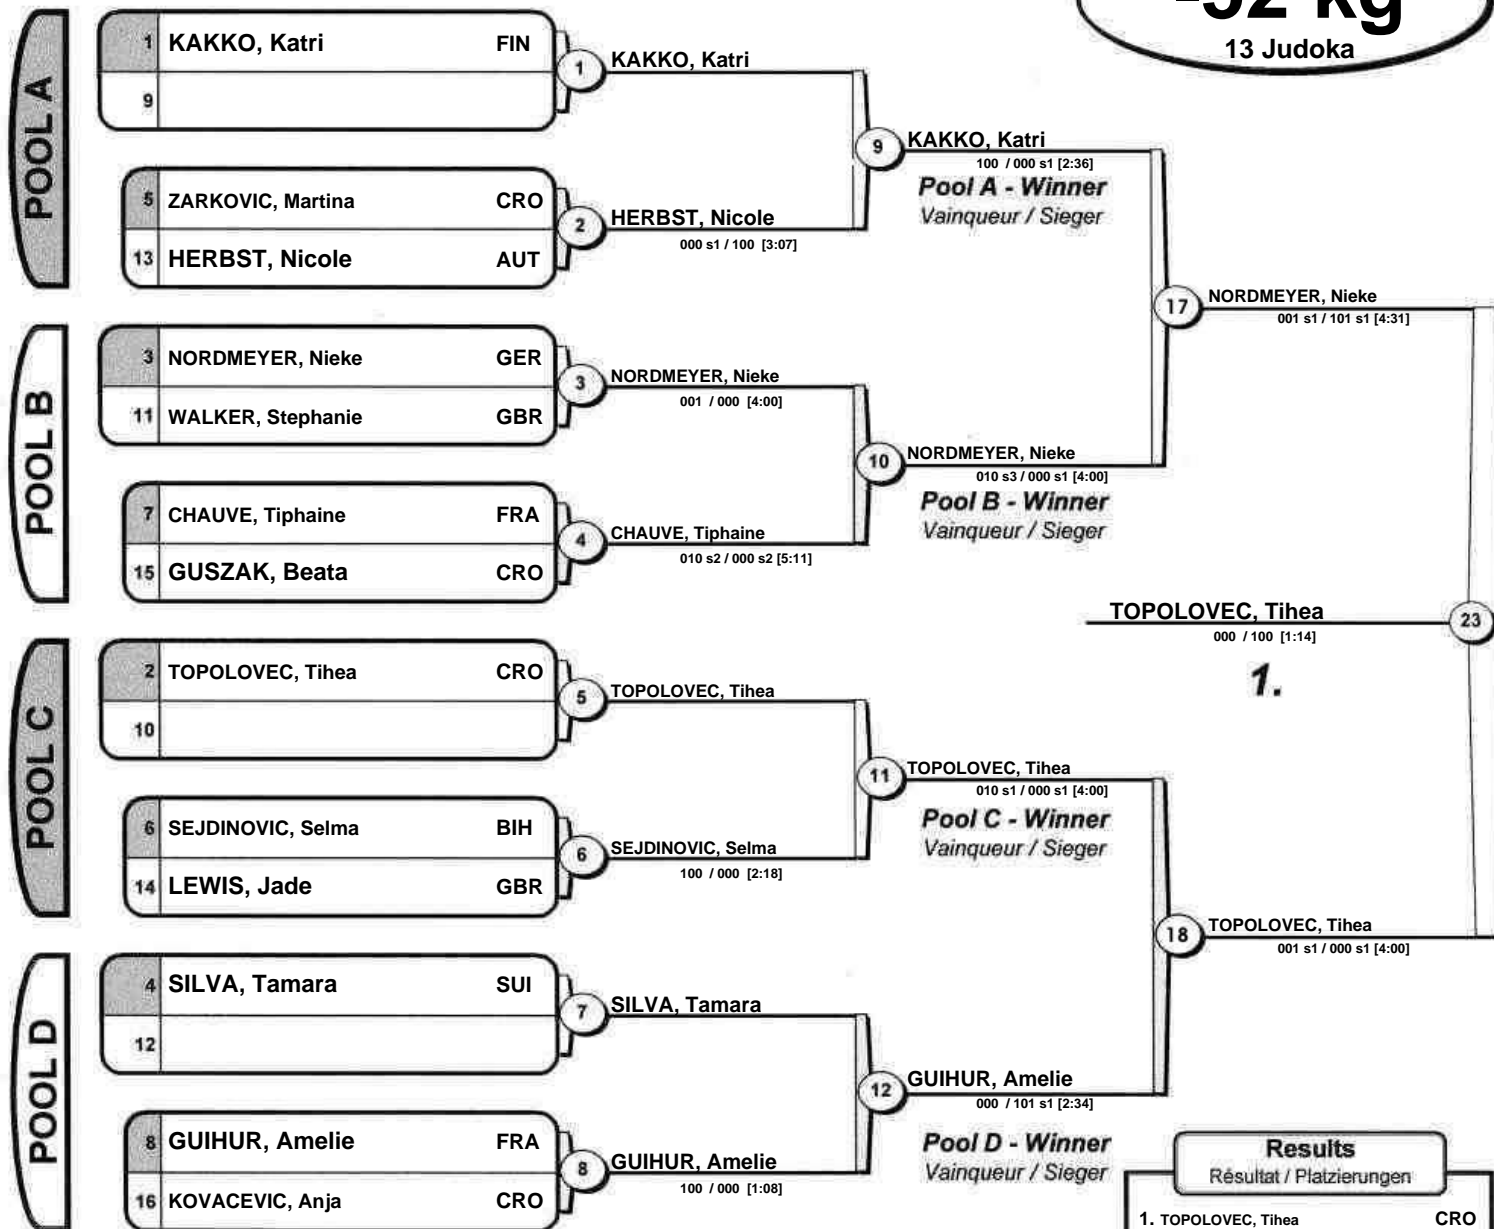 -52 kg
13 Judoka
POOL A
1 KAKKO, Katri FIN
9
1 KAKKO, Katri
5 ZARKOVIC, Martina CRO
13 HERBST, Nicole AUT
2 HERBST, Nicole
000 s1 / 100 [3:07]
9 KAKKO, Katri
100 / 000 s1 [2:36]
Pool A - Winner
Vainqueur / Sieger
POOL B
3 NORDMEYER, Nieke GER
11 WALKER, Stephanie GBR
3 NORDMEYER, Nieke
001 / 000 [4:00]
7 CHAUVE, Tiphaine FRA
15 GUSZAK, Beata CRO
4 CHAUVE, Tiphaine
010 s2 / 000 s2 [5:11]
10 NORDMEYER, Nieke
010 s3 / 000 s1 [4:00]
Pool B - Winner
Vainqueur / Sieger
17 NORDMEYER, Nieke
001 s1 / 101 s1 [4:31]
TOPOLOVEC, Tihea 23
000 / 100 [1:14]
1.
POOL C
2 TOPOLOVEC, Tihea CRO
10
5 TOPOLOVEC, Tihea
6 SEJDINOVIC, Selma BIH
14 LEWIS, Jade GBR
6 SEJDINOVIC, Selma
100 / 000 [2:18]
11 TOPOLOVEC, Tihea
010 s1 / 000 s1 [4:00]
Pool C - Winner
Vainqueur / Sieger
POOL D
4 SILVA, Tamara SUI
12
7 SILVA, Tamara
8 GUIHUR, Amelie FRA
16 KOVACEVIC, Anja CRO
8 GUIHUR, Amelie
100 / 000 [1:08]
12 GUIHUR, Amelie
000 / 101 s1 [2:34]
Pool D - Winner
Vainqueur / Sieger
18 TOPOLOVEC, Tihea
001 s1 / 000 s1 [4:00]
Results
Résultat / Platzierungen
1. TOPOLOVEC, Tihea CRO